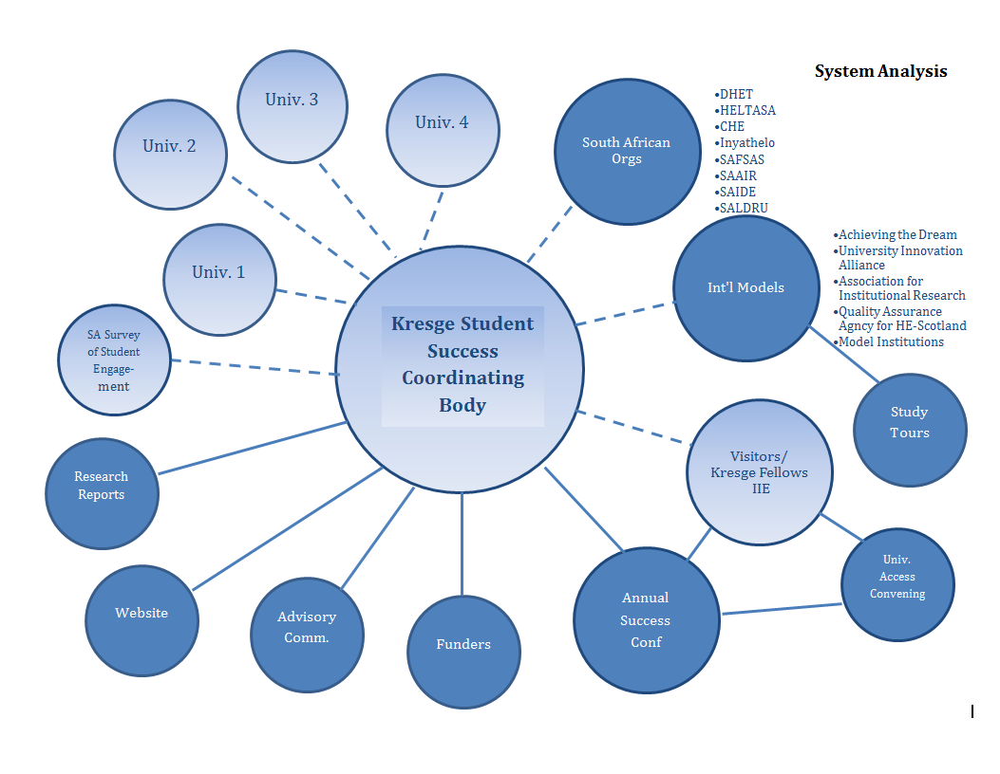 System Analysis
Univ. 3
Univ. 4
Univ. 2
South African
Orgs
•DHET
•HELTASA
•CHE
•Inyathelo
•SAFSAS
•SAAIR
•SAIDE
•SALDRU
Univ. 1
Int'l Models
•Achieving the Dream
•University Innovation
Alliance
•Association for
Institutional Research
•Quality Assurance
Agncy for HE-Scotland
•Model Institutions
SA Survey
of Student
Engage-
ment
Kresge Student
Success
Coordinating
Body
Study
Tours
Visitors/
Kresge Fellows
IIE
Research
Reports
Univ.
Access
Convening
Website
Advisory
Comm.
Funders
Annual
Success
Conf